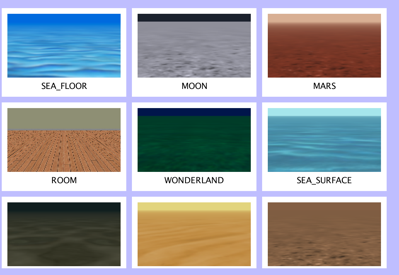 SEA_FLOOR
MOON
MARS
ROOM
WONDERLAND
SEA_SURFACE